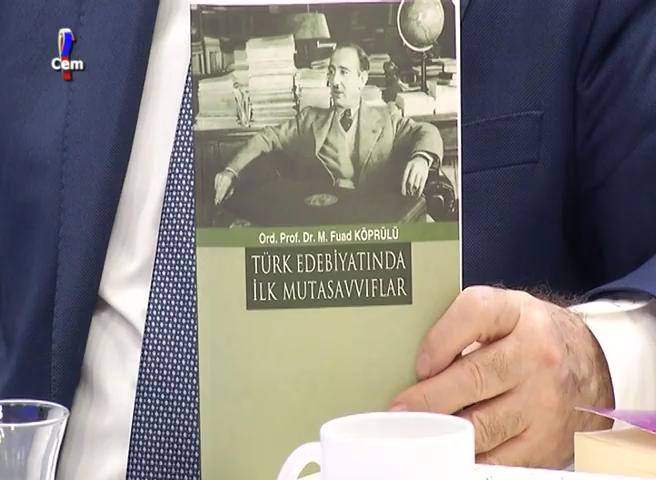 Cem
Ord. Prof. Dr. M. Fuad KÖPRÜLÜ
TÜRK EDEBİYATINDA
İLK MUTASAVVIFLAR